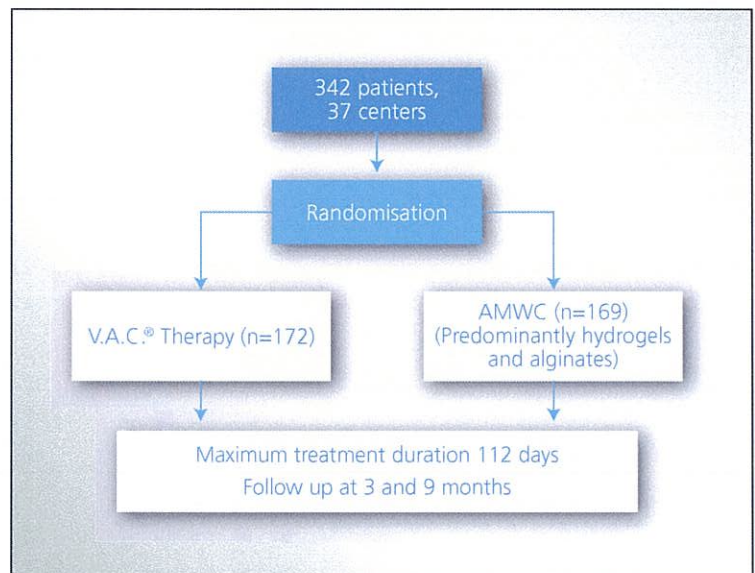 342 patients,
37 centers
Randomisation
V.A.C.® Therapy (n=172)
AMWC (n=169)
(Predominantly hydrogels
and alginates)
Maximum treatment duration 112 days
Follow up at 3 and 9 months